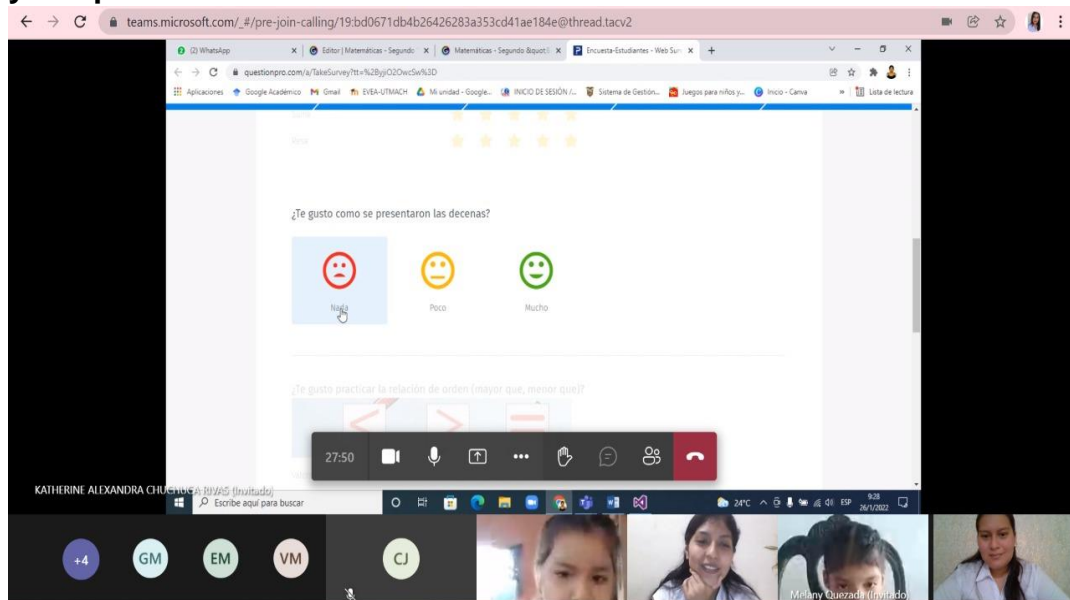 teams.microsoft.com/_#/pre-join-calling/19:bd0671db4b26426283a353cd41ae184e@thread.tacv2
(2) WhatsApp
Editor | Matemáticas - Segundo
Matemáticas - Segundo &quot;
Encuesta-Estudiantes - Web Sur
questionpro.com/a/TakeSurvey?tt=%2ByjiO2OwcSw%3D
Aplicaciones
Google Académico
Gmail
EVEA-UTMACH
Mi unidad - Google...
INICIO DE SESIÓN /...
Sistema de Gestión...
Juegos para niños y...
Inicio - Canva
Lista de lectura
¿Te gusto como se presentaron las decenas?
Nada
Poco
Mucho
¿Te gusto practicar la relación de orden (mayor que, menor que)?
< > =
27:50
KATHERINE ALEXANDRA CHUCHUCA RIVAS (Invitado)
Escribe aquí para buscar
24°C
ESP
9:28
26/1/2022
+4
GM
EM
VM
CJ
Melany Quezada (Invitado)